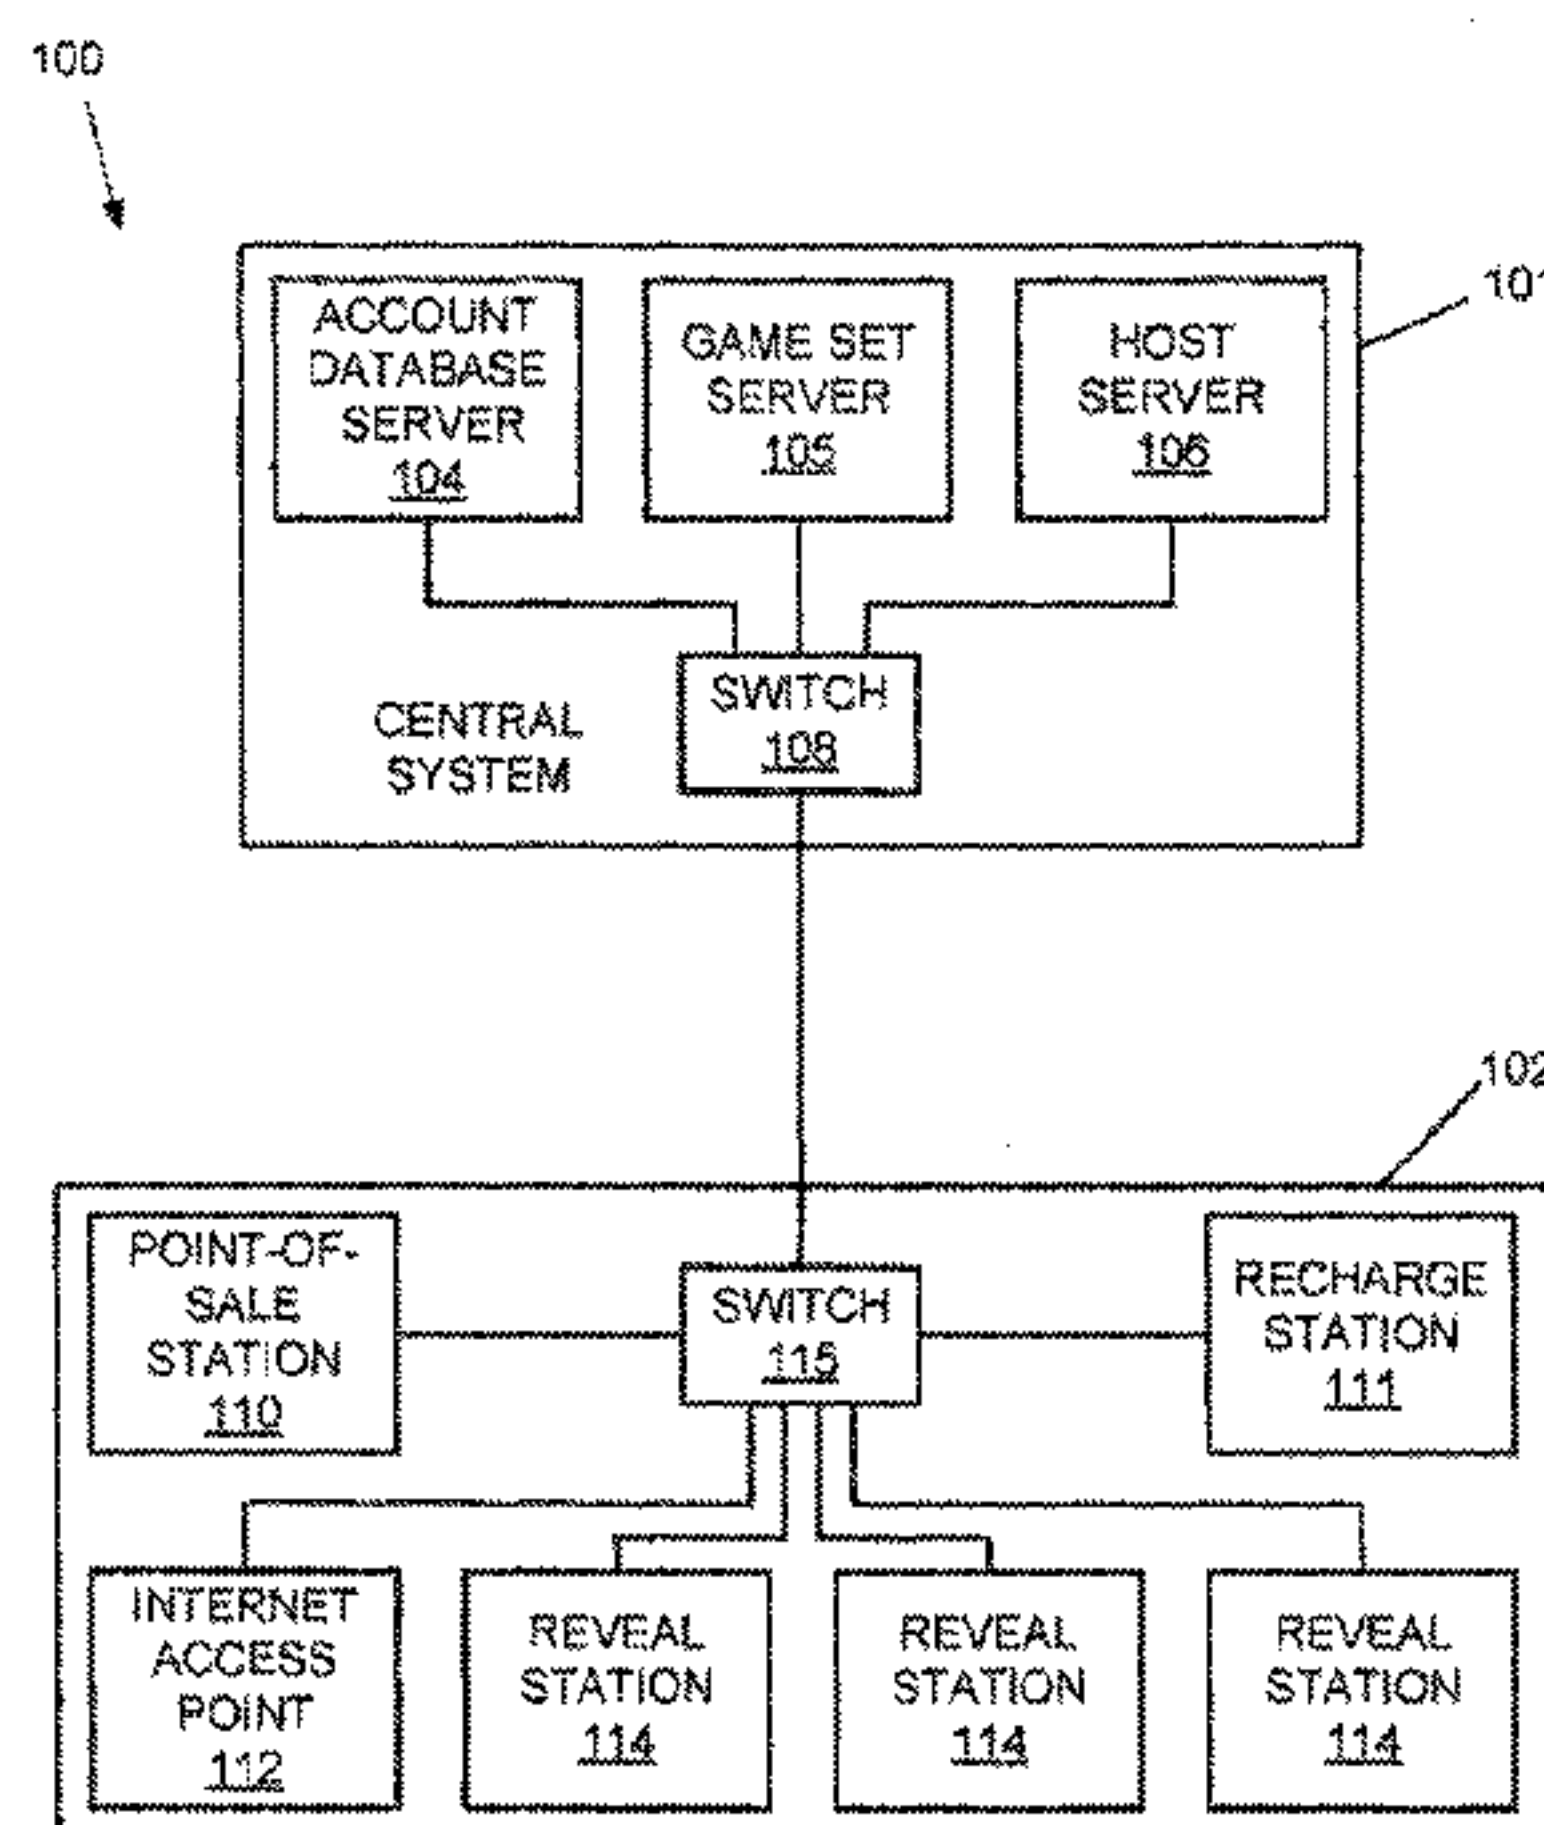 100
101
ACCOUNT
DATABASE
SERVER
104
GAME SET
SERVER
105
HOST
SERVER
106
SWITCH
108
CENTRAL
SYSTEM
102
POINT-OF-
SALE
STATION
110
SWITCH
115
RECHARGE
STATION
111
INTERNET
ACCESS
POINT
112
REVEAL
STATION
114
REVEAL
STATION
114
REVEAL
STATION
114